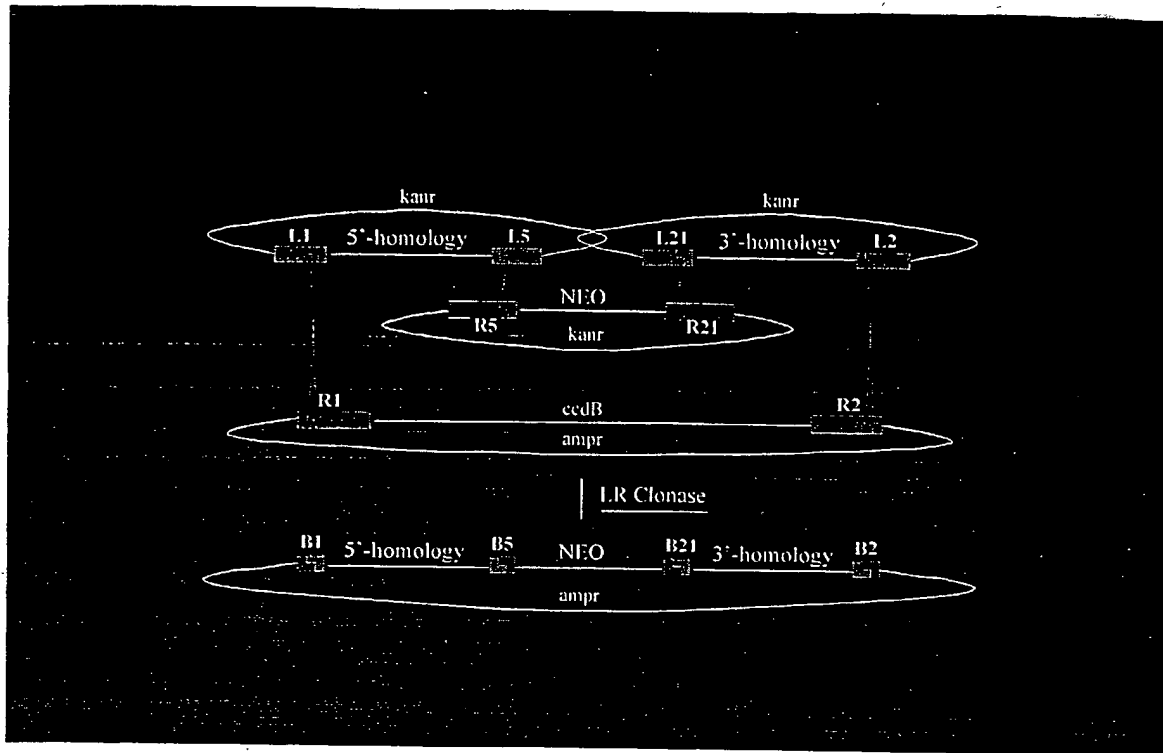 kanr kanr
L1 5'-homology L5 L21 3'-homology L2
NEO
R5 R21
kanr
R1 ccdB R2
ampr
LR Clonase
B1 5'-homology B5 NEO B21 3'-homology B2
ampr